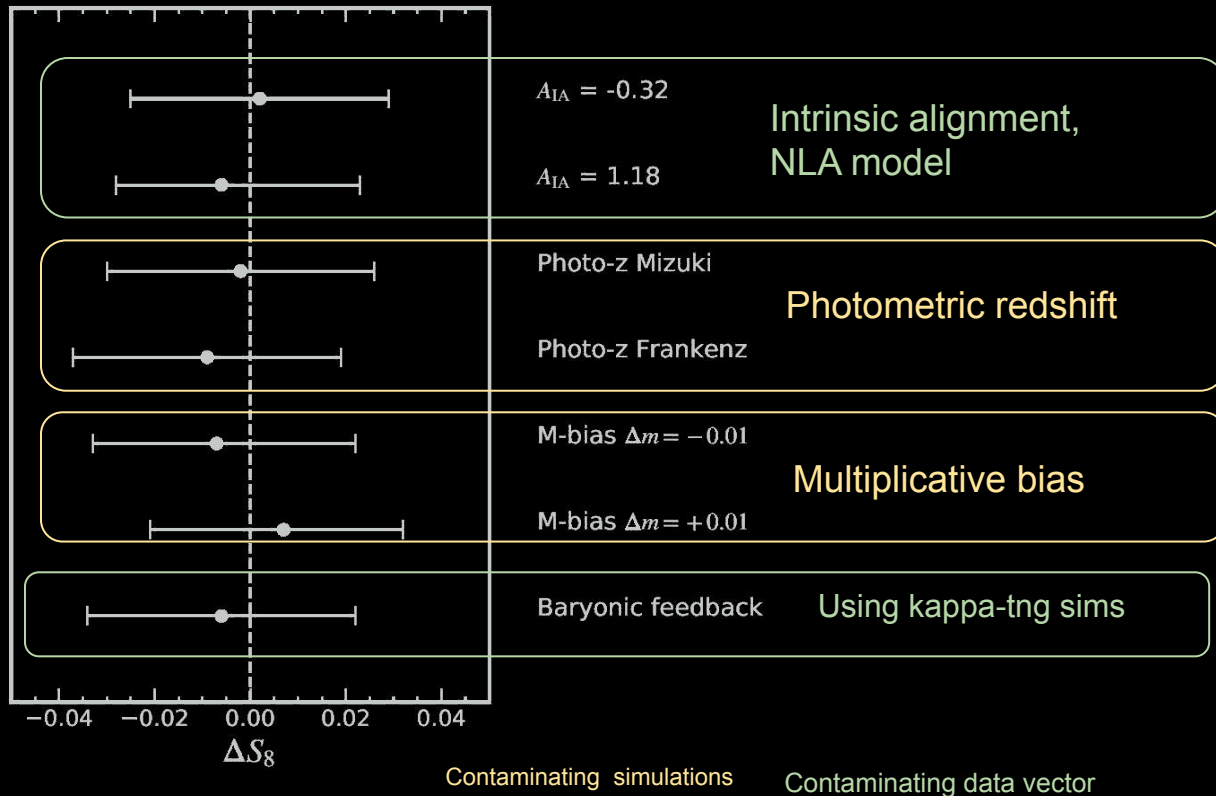 A_IA = -0.32
Intrinsic alignment,
NLA model
A_IA = 1.18
Photo-z Mizuki
Photometric redshift
Photo-z Frankenz
M-bias Δm = −0.01
Multiplicative bias
M-bias Δm = +0.01
Baryonic feedback
Using kappa-tng sims
−0.04 −0.02 0.00 0.02 0.04
ΔS₈
Contaminating simulations
Contaminating data vector